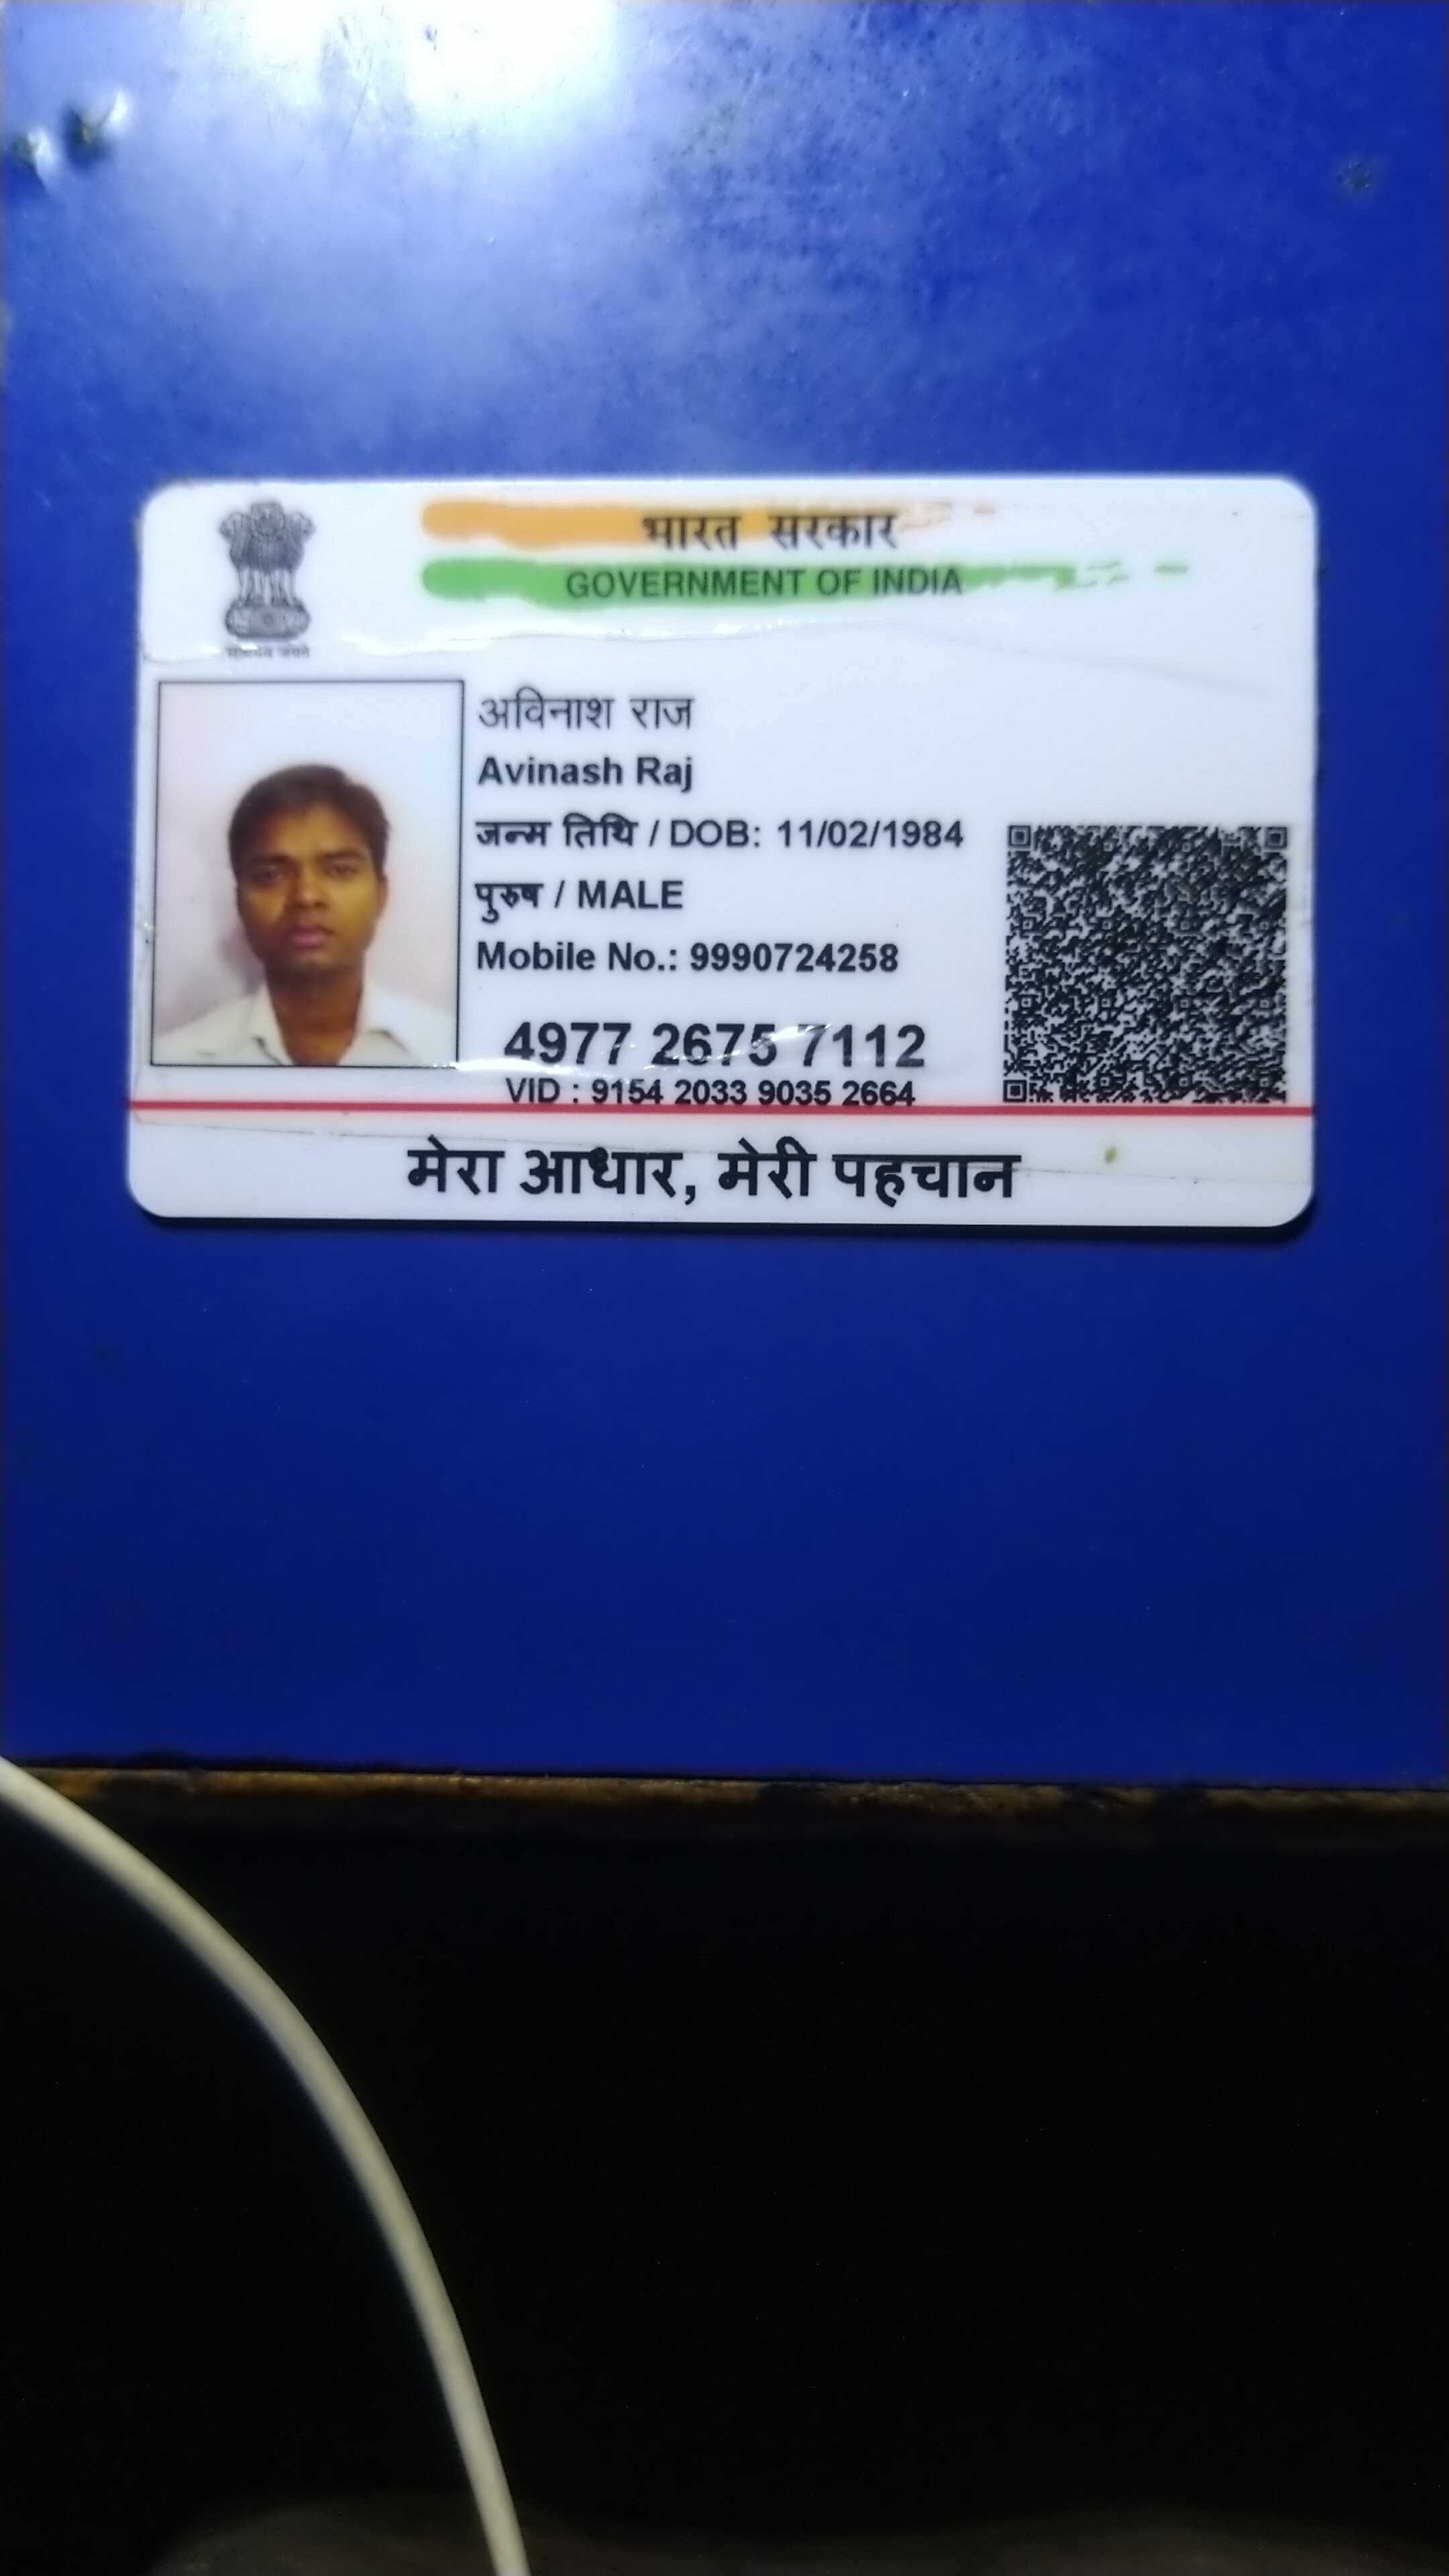 भारत सरकार
GOVERNMENT OF INDIA
सत्यमेव जयते
अविनाश राज
Avinash Raj
जन्म तिथि / DOB: 11/02/1984
पुरुष / MALE
Mobile No.: 9990724258
4977 2675 7112
VID : 9154 2033 9035 2664
मेरा आधार, मेरी पहचान